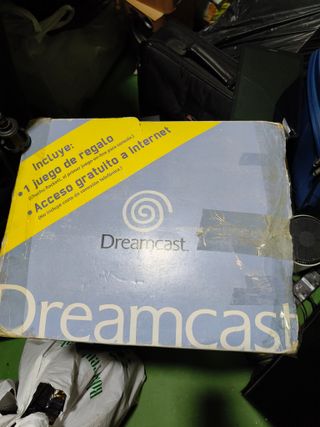 Incluye:
• 1 juego de regalo
• Acceso gratuito a Internet
Dreamcast.
Dreamcast